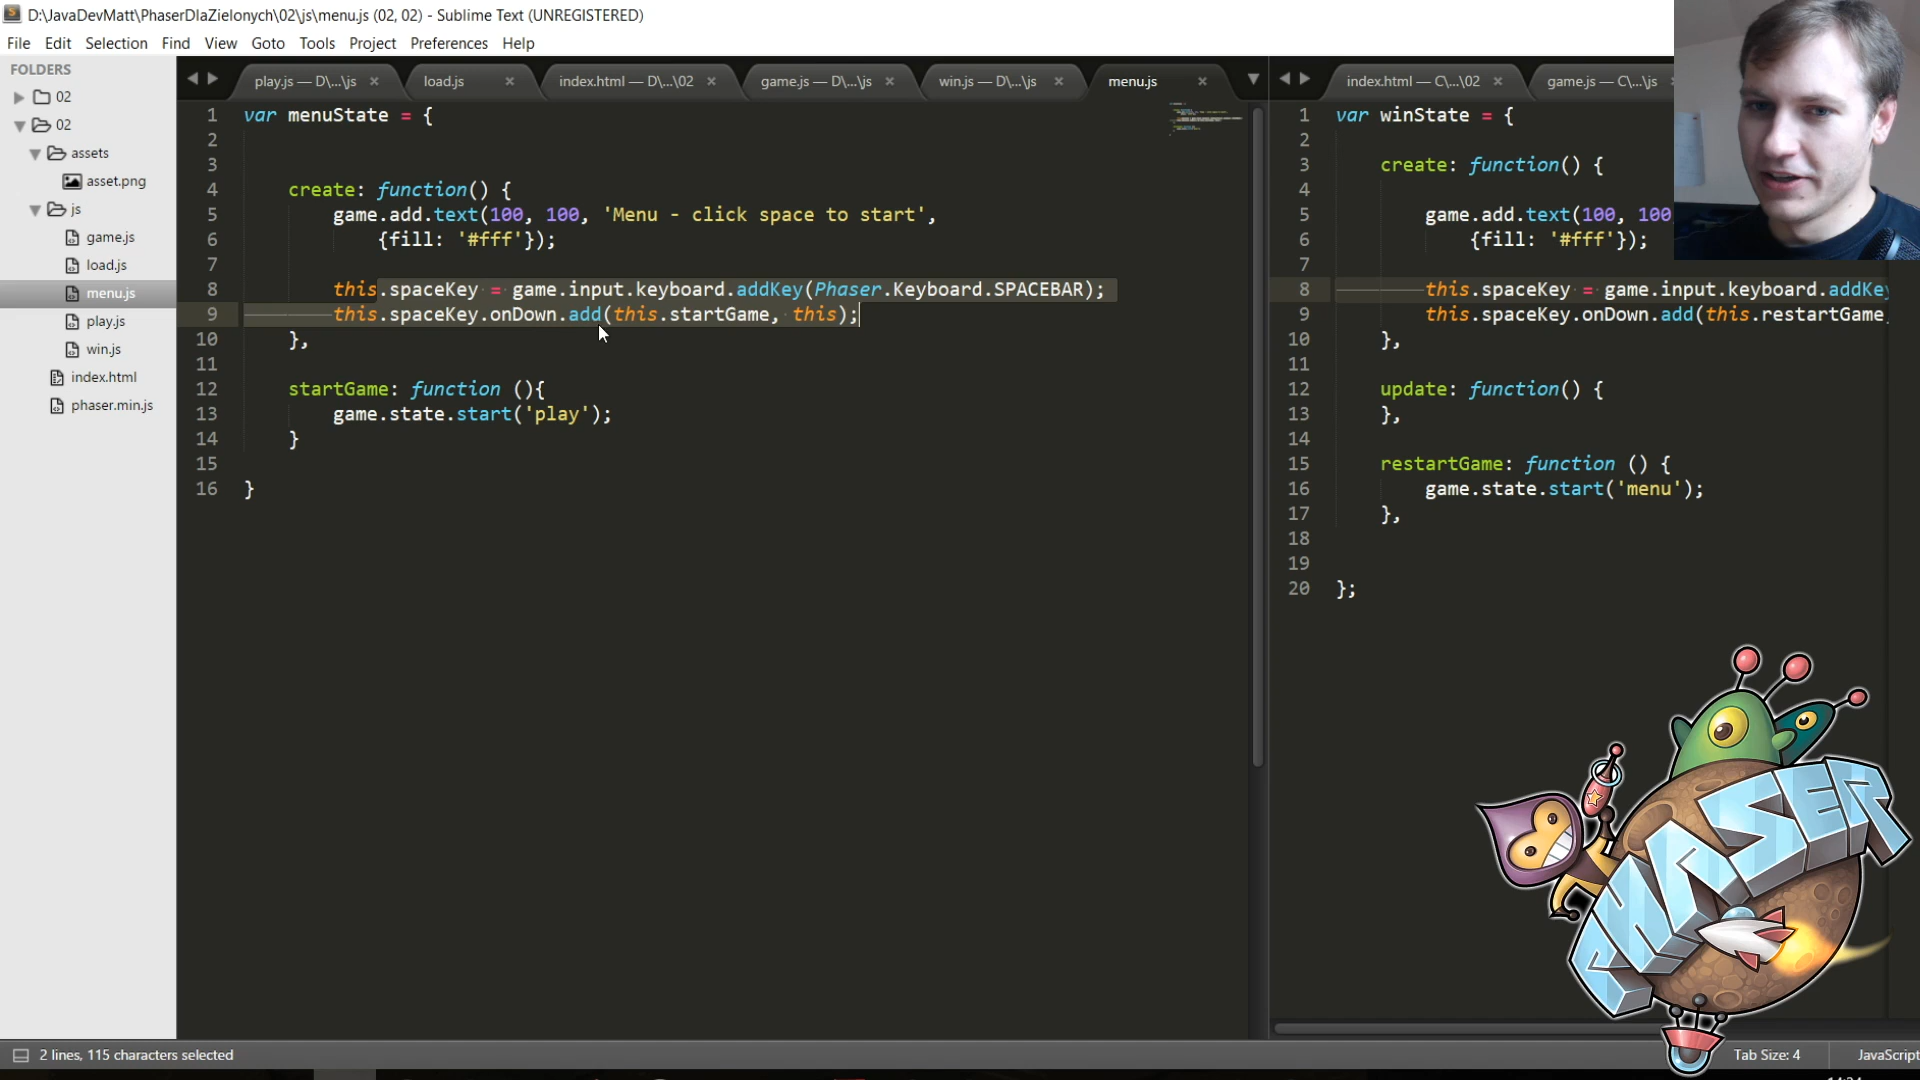 D:\JavaDevMatt\PhaserDlaZielonych\02\js\menu.js (02, 02) - Sublime Text (UNREGISTERED)
File Edit Selection Find View Goto Tools Project Preferences Help
FOLDERS
02
02
assets
asset.png
js
game.js
load.js
menu.js
play.js
win.js
index.html
phaser.min.js
play.js — D\...\js × load.js × index.html — D\...\02 × game.js — D\...\js × win.js — D\...\js × menu.js ×
1 var menuState = {
2
3
4 create: function() {
5 game.add.text(100, 100, 'Menu - click space to start',
6 {fill: '#fff'});
7
8 this.spaceKey = game.input.keyboard.addKey(Phaser.Keyboard.SPACEBAR);
9 this.spaceKey.onDown.add(this.startGame, this);
10 },
11
12 startGame: function (){
13 game.state.start('play');
14 }
15
16 }
index.html — C\...\02 × game.js — C\...\js
1 var winState = {
2
3 create: function() {
4
5 game.add.text(100, 100
6 {fill: '#fff'});
7
8 this.spaceKey = game.input.keyboard.addKey
9 this.spaceKey.onDown.add(this.restartGame,
10 },
11
12 update: function() {
13 },
14
15 restartGame: function () {
16 game.state.start('menu');
17 },
18
19
20 };
PHASER
2 lines, 115 characters selected
Tab Size: 4
JavaScript